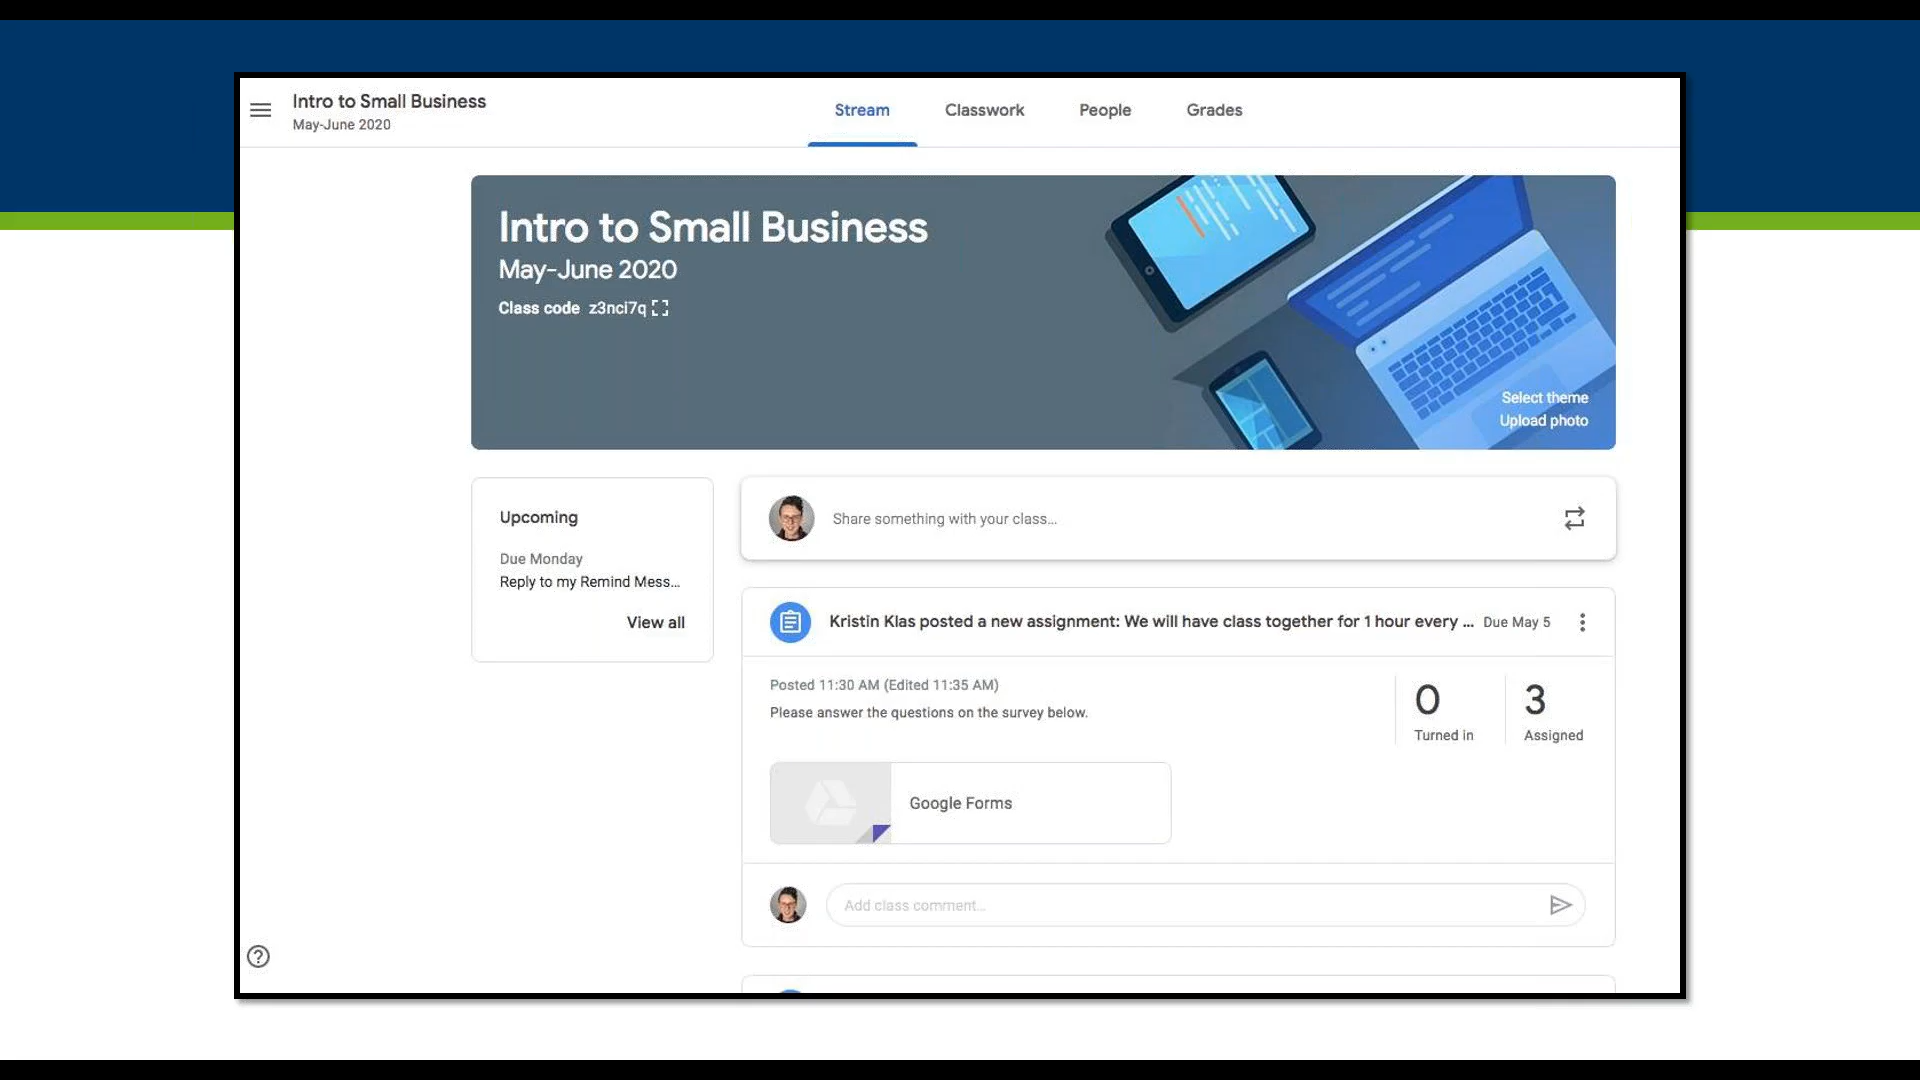 Intro to Small Business
May-June 2020
Stream
Classwork
People
Grades
Intro to Small Business
May-June 2020
Class code z3nci7q
Select theme
Upload photo
Upcoming
Due Monday
Reply to my Remind Mess...
View all
Share something with your class...
Kristin Klas posted a new assignment: We will have class together for 1 hour every ... Due May 5
Posted 11:30 AM (Edited 11:35 AM)
Please answer the questions on the survey below.
0
Turned in
3
Assigned
Google Forms
Add class comment...